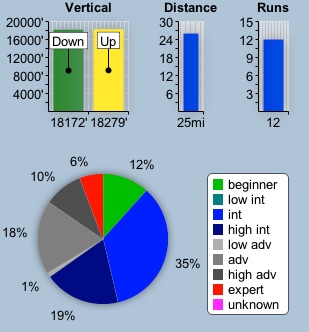 Vertical Distance Runs
20000'
16000'
12000'
8000'
4000'
Down Up
18172' 18279'
30
24
18
12
6
25mi
15
12
9
6
3
12
6%
12%
10%
18%
1%
19%
35%
beginner
low int
int
high int
low adv
adv
high adv
expert
unknown